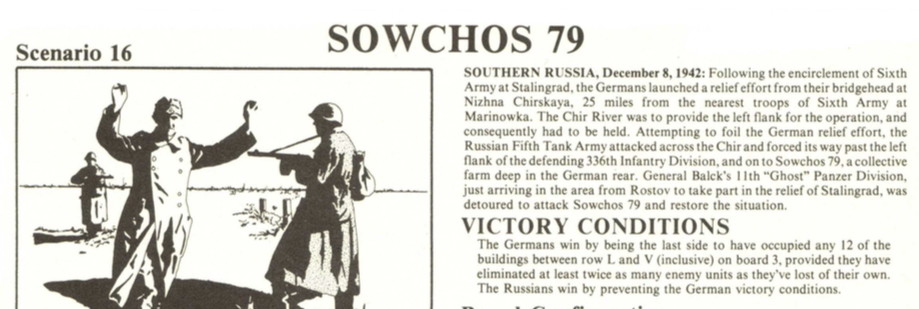 SOWCHOS 79
Scenario 16
SOUTHERN RUSSIA, December 8, 1942: Following the encirclement of Sixth
Army at Stalingrad, the Germans launched a relief effort from their bridgehead at
Nizhna Chirskaya, 25 miles from the nearest troops of Sixth Army at
Marinowka. The Chir River was to provide the left flank for the operation, and
consequently had to be held. Attempting to foil the German relief effort, the
Russian Fifth Tank Army attacked across the Chir and forced its way past the left
flank of the defending 336th Infantry Division, and on to Sowchos 79, a collective
farm deep in the German rear. General Balck's 11th "Ghost" Panzer Division,
just arriving in the area from Rostov to take part in the relief of Stalingrad, was
detoured to attack Sowchos 79 and restore the situation.
VICTORY CONDITIONS
The Germans win by being the last side to have occupied any 12 of the
buildings between row L and V (inclusive) on board 3, provided they have
eliminated at least twice as many enemy units as they've lost of their own.
The Russians win by preventing the German victory conditions.